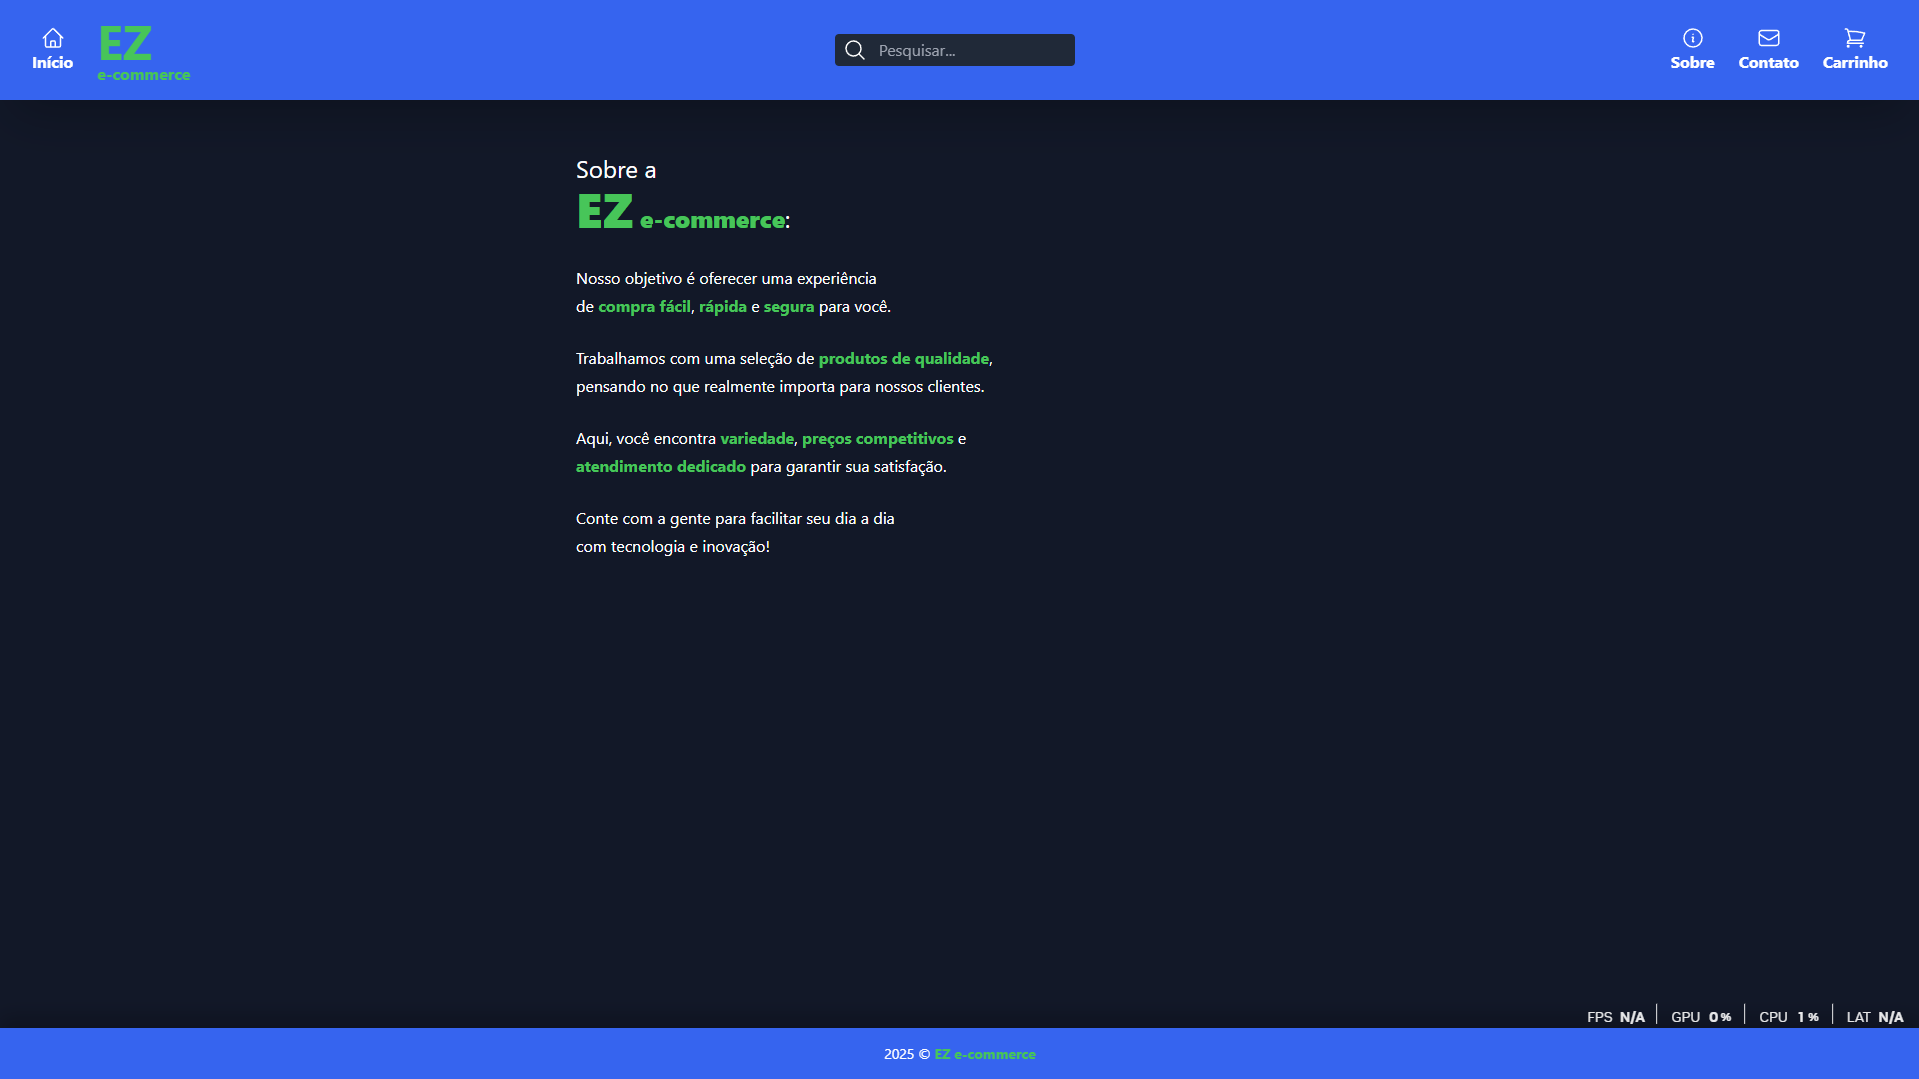 Início
EZ
e-commerce
Pesquisar...
Sobre
Contato
Carrinho
Sobre a
EZ e-commerce:
Nosso objetivo é oferecer uma experiência
de compra fácil, rápida e segura para você.
Trabalhamos com uma seleção de produtos de qualidade,
pensando no que realmente importa para nossos clientes.
Aqui, você encontra variedade, preços competitivos e
atendimento dedicado para garantir sua satisfação.
Conte com a gente para facilitar seu dia a dia
com tecnologia e inovação!
FPS N/A | GPU 0 % | CPU 1 % | LAT N/A
2025 © EZ e-commerce